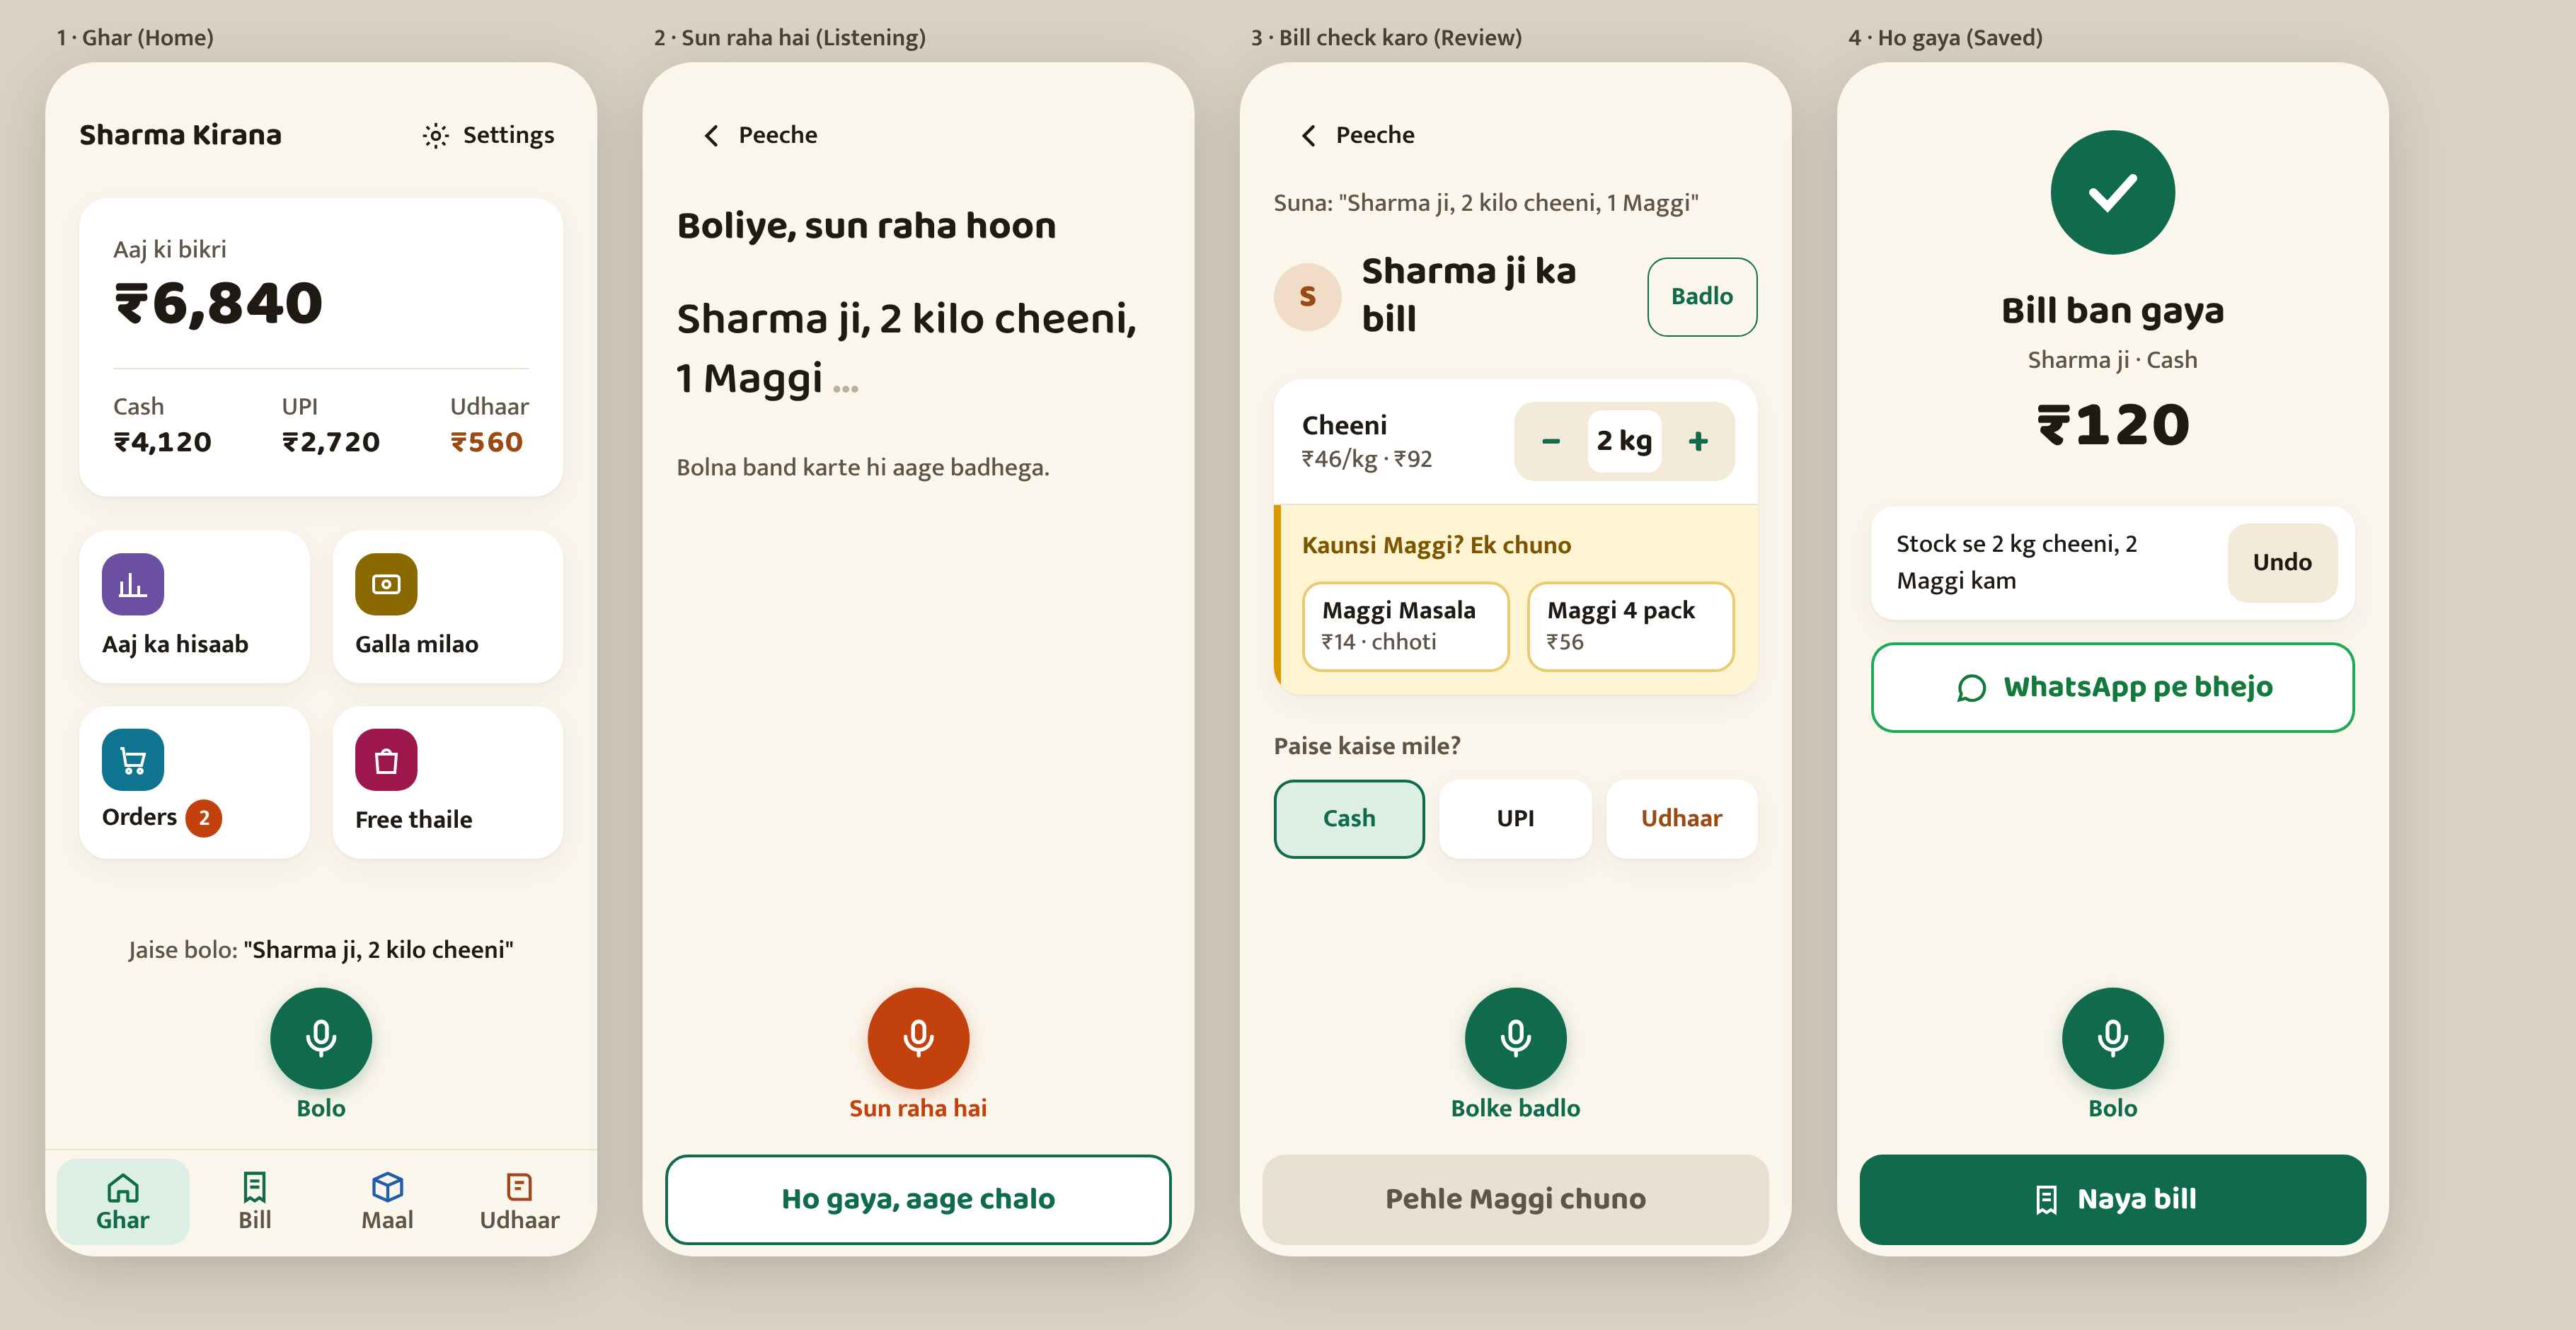 1 · Ghar (Home)
Sharma Kirana
Settings
Aaj ki bikri
₹6,840
Cash
UPI
Udhaar
₹4,120
₹2,720
₹560
Aaj ka hisaab
Galla milao
Orders 2
Free thaile
Jaise bolo: "Sharma ji, 2 kilo cheeni"
Bolo
Ghar
Bill
Maal
Udhaar
2 · Sun raha hai (Listening)
Peeche
Boliye, sun raha hoon
Sharma ji, 2 kilo cheeni,
1 Maggi ...
Bolna band karte hi aage badhega.
Sun raha hai
Ho gaya, aage chalo
3 · Bill check karo (Review)
Peeche
Suna: "Sharma ji, 2 kilo cheeni, 1 Maggi"
S
Sharma ji ka
bill
Badlo
Cheeni
₹46/kg · ₹92
− 2 kg +
Kaunsi Maggi? Ek chuno
Maggi Masala
₹14 · chhoti
Maggi 4 pack
₹56
Paise kaise mile?
Cash
UPI
Udhaar
Bolke badlo
Pehle Maggi chuno
4 · Ho gaya (Saved)
Bill ban gaya
Sharma ji · Cash
₹120
Stock se 2 kg cheeni, 2
Maggi kam
Undo
WhatsApp pe bhejo
Bolo
Naya bill